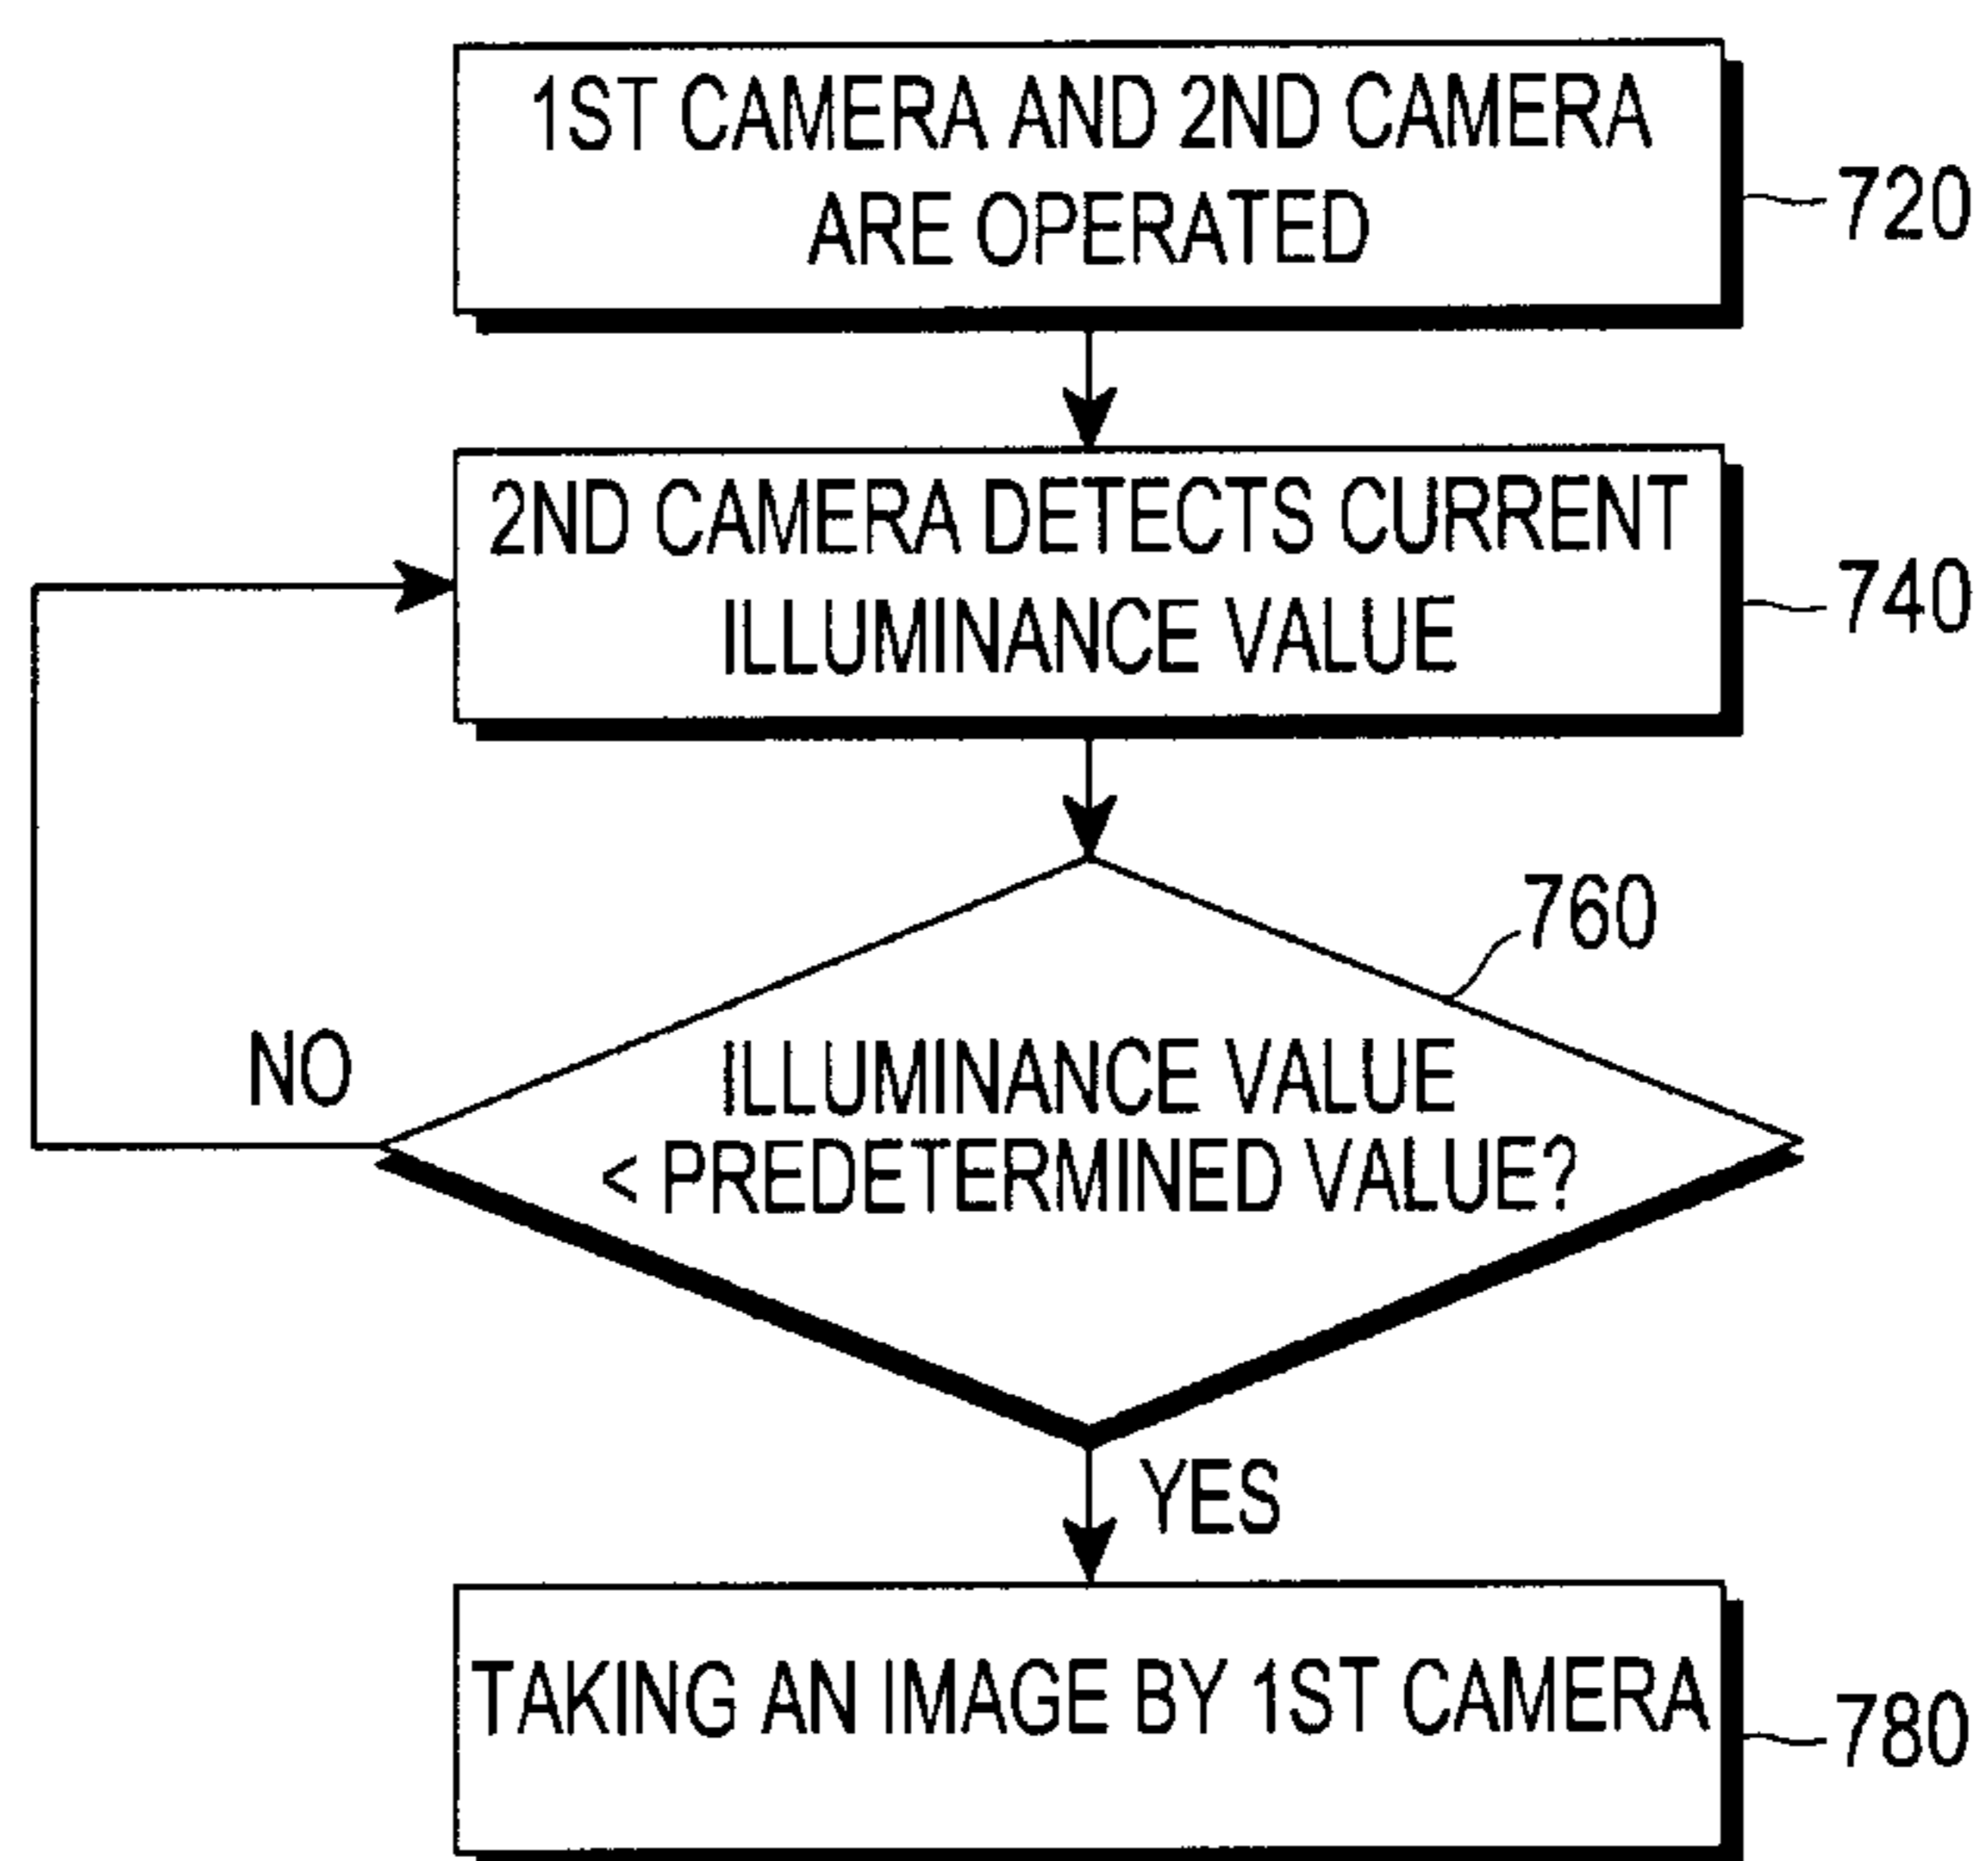 1ST CAMERA AND 2ND CAMERA
ARE OPERATED
720
2ND CAMERA DETECTS CURRENT
ILLUMINANCE VALUE
740
760
NO
ILLUMINANCE VALUE
< PREDETERMINED VALUE?
YES
TAKING AN IMAGE BY 1ST CAMERA
780